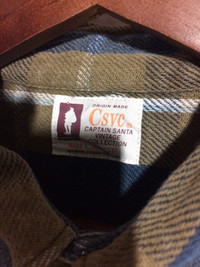 ORIGIN MADE
Csvc
CAPTAIN SANTA
VINTAGE
COLLECTION